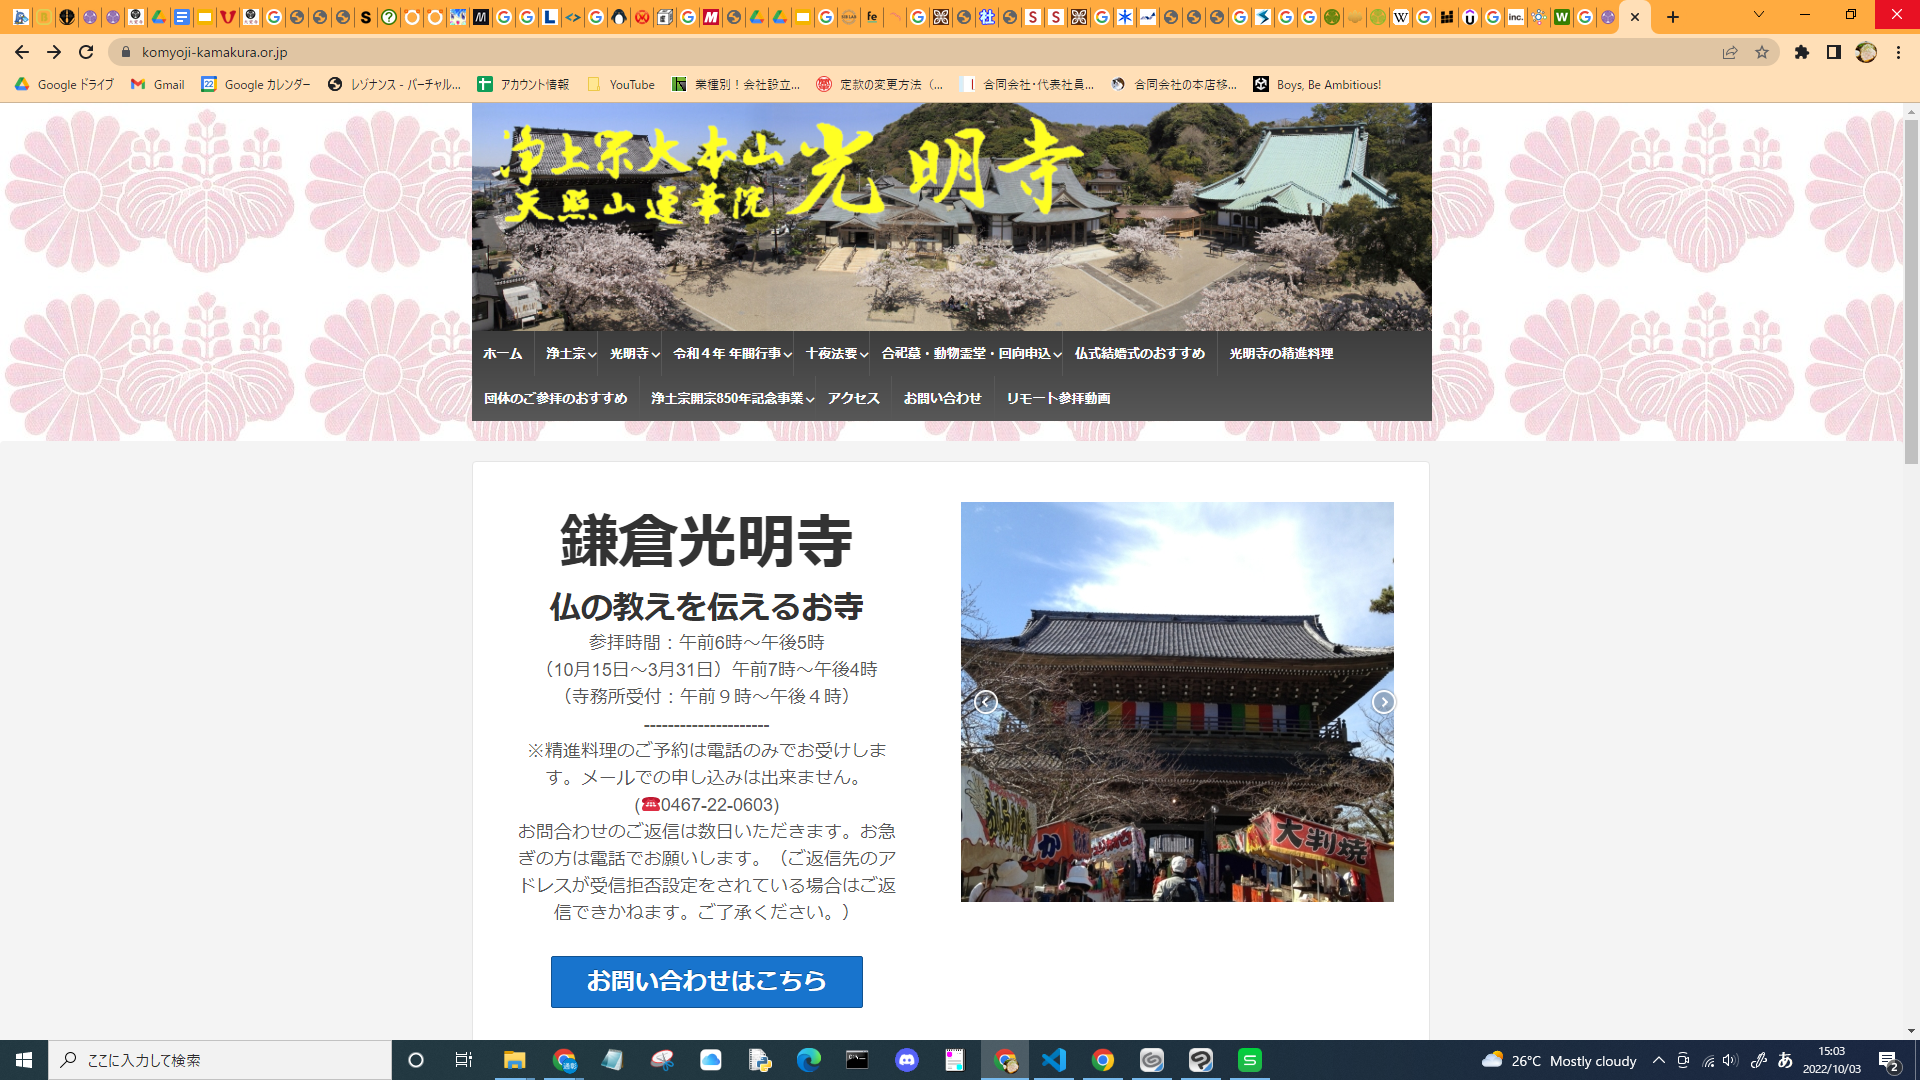 komyoji-kamakura.or.jp
Google ドライブ
Gmail
Google カレンダー
レゾナンス - バーチャル...
アカウント情報
YouTube
業種別！会社設立...
定款の変更方法（...
合同会社・代表社員...
合同会社の本店移...
Boys, Be Ambitious!
浄土宗大本山
天照山蓮華院
光明寺
ホーム
浄土宗
光明寺
令和４年 年間行事
十夜法要
合祀墓・動物霊堂・回向申込
仏式結婚式のおすすめ
光明寺の精進料理
団体のご参拝のおすすめ
浄土宗開宗850年記念事業
アクセス
お問い合わせ
リモート参拝動画
鎌倉光明寺
仏の教えを伝えるお寺
参拝時間：午前6時～午後5時
（10月15日～3月31日）午前7時～午後4時
（寺務所受付：午前９時～午後４時）
---------------------
※精進料理のご予約は電話のみでお受けしま
す。メールでの申し込みは出来ません。
(☎0467-22-0603)
お問合わせのご返信は数日いただきます。お急
ぎの方は電話でお願いします。（ご返信先のア
ドレスが受信拒否設定をされている場合はご返
信できかねます。ご了承ください。）
お問い合わせはこちら
大判焼
か
ここに入力して検索
26°C Mostly cloudy
あ
15:03
2022/10/03
2